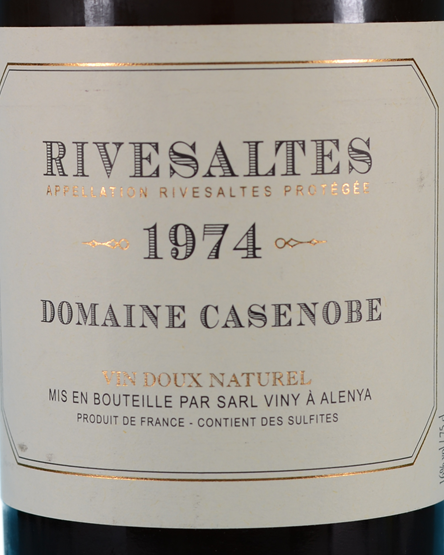 RIVESALTES
APPELLATION RIVESALTES PROTÉGÉE
1974
DOMAINE CASENOBE
VIN DOUX NATUREL
MIS EN BOUTEILLE PAR SARL VINY À ALENYA
PRODUIT DE FRANCE - CONTIENT DES SULFITES